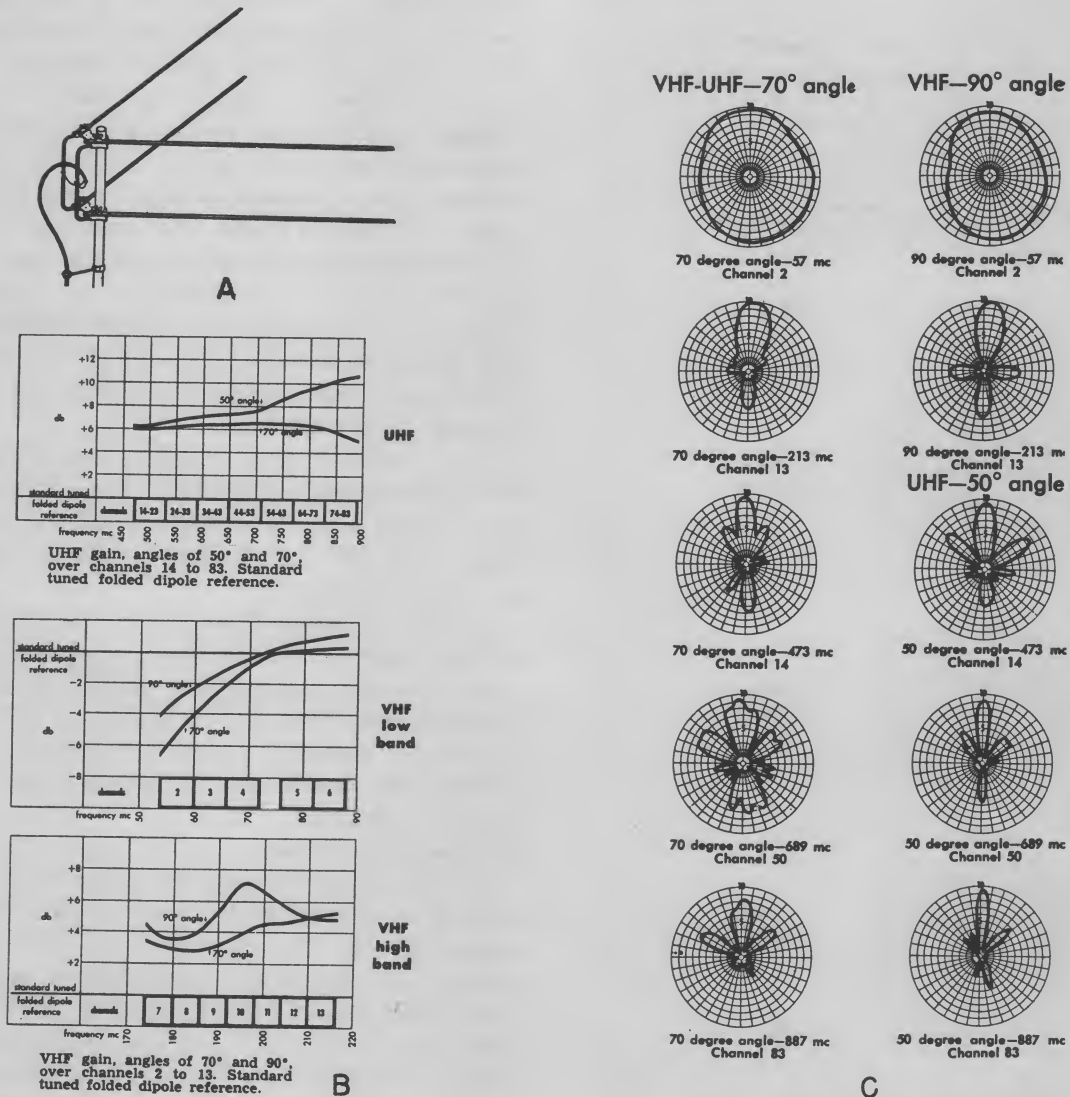 A
+12
+10
+8
db
+6
+4
+2
50° angle
70° angle
UHF
standard tuned
folded dipole
reference
channels
14-23
24-33
34-43
44-53
54-63
64-73
74-83
frequency mc
450
500
550
600
650
700
750
800
850
900
UHF gain, angles of 50° and 70°,
over channels 14 to 83. Standard
tuned folded dipole reference.
standard tuned
folded dipole
reference
-2
-4
db
-6
-8
90° angle
70° angle
VHF
low
band
channels
2
3
4
5
6
frequency mc
50
60
70
80
90
+8
+6
db
+4
+2
90° angle
70° angle
VHF
high
band
standard tuned
folded dipole
reference
channels
7
8
9
10
11
12
13
frequency mc
170
180
190
200
210
220
VHF gain, angles of 70° and 90°,
over channels 2 to 13. Standard
tuned folded dipole reference.
B
VHF-UHF—70° angle
VHF—90° angle
70 degree angle—57 mc
Channel 2
90 degree angle—57 mc
Channel 2
70 degree angle—213 mc
Channel 13
90 degree angle—213 mc
Channel 13
UHF—50° angle
70 degree angle—473 mc
Channel 14
50 degree angle—473 mc
Channel 14
70 degree angle—689 mc
Channel 50
50 degree angle—689 mc
Channel 50
70 degree angle—887 mc
Channel 83
50 degree angle—887 mc
Channel 83
C